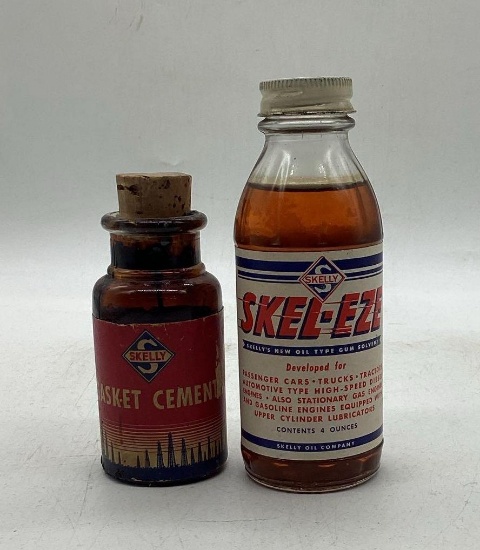 SKELLY
ASKET CEMENT
S
SKELLY
SKEL-EZE
SKELLY'S NEW OIL TYPE GUM SOLVENT
Developed for
PASSENGER CARS • TRUCKS • TRACTORS
AUTOMOTIVE TYPE HIGH-SPEED DIESEL
ENGINES • ALSO STATIONARY GAS ENGINES
AND GASOLINE ENGINES EQUIPPED WITH
UPPER CYLINDER LUBRICATORS
CONTENTS 4 OUNCES
SKELLY OIL COMPANY